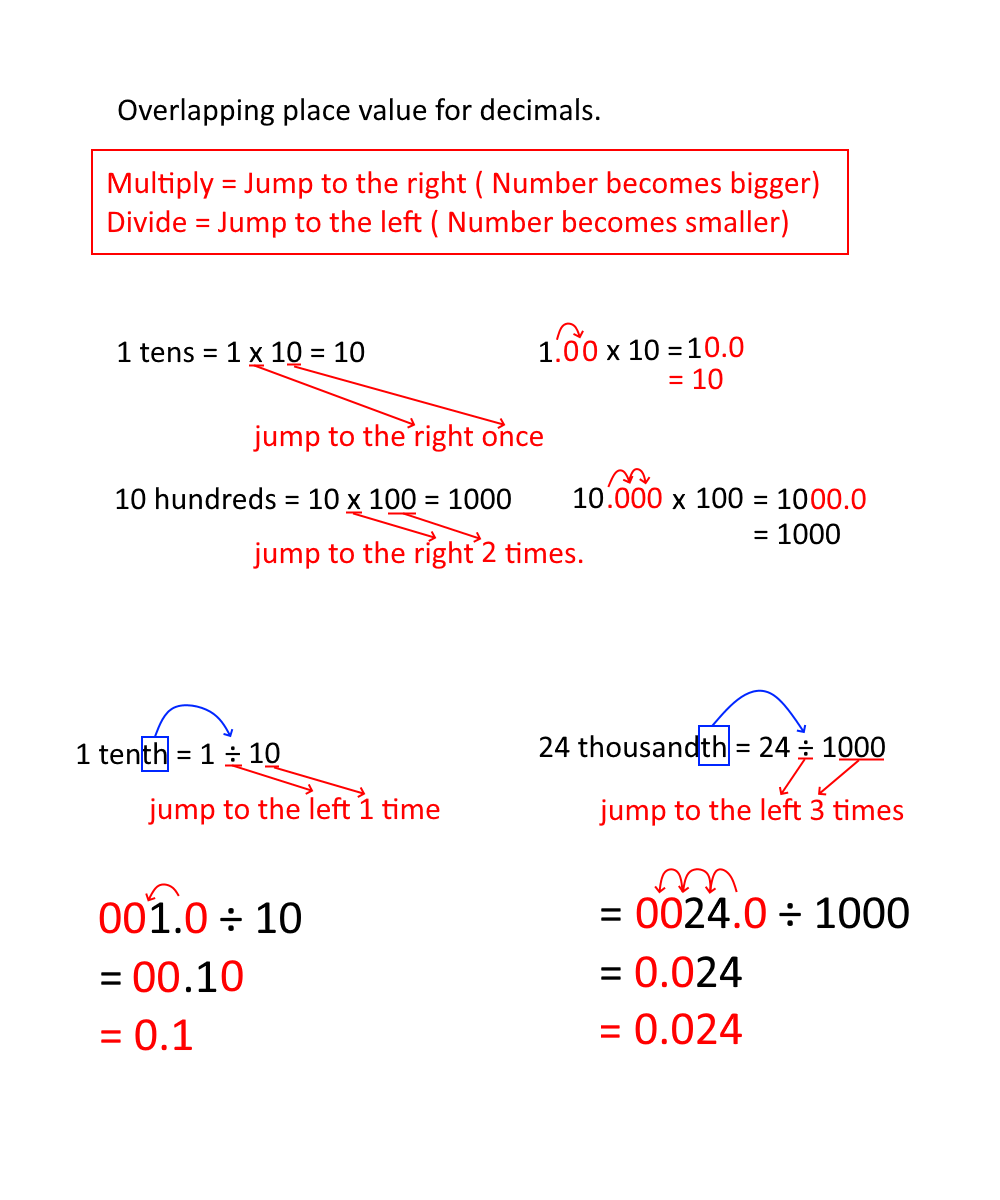 Overlapping place value for decimals.
Multiply = Jump to the right ( Number becomes bigger)
Divide = Jump to the left ( Number becomes smaller)
1 tens = 1 x 10 = 10
1.00 x 10 =10.0
= 10
jump to the right once
10 hundreds = 10 x 100 = 1000
10.000 x 100 = 1000.0
= 1000
jump to the right 2 times.
1 tenth = 1 ÷ 10
jump to the left 1 time
001.0 ÷ 10
= 00.10
= 0.1
24 thousandth = 24 ÷ 1000
jump to the left 3 times
= 0024.0 ÷ 1000
= 0.024
= 0.024